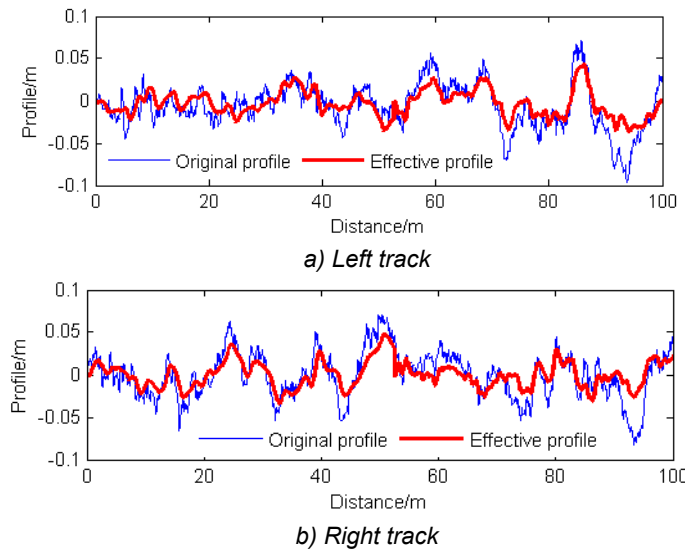 0.1
0.05
0
-0.05
-0.1
Profile/m
Original profile Effective profile
0 20 40 60 80 100
Distance/m
a) Left track
0.1
0.05
0
-0.05
-0.1
Profile/m
Original profile Effective profile
0 20 40 60 80 100
Distance/m
b) Right track